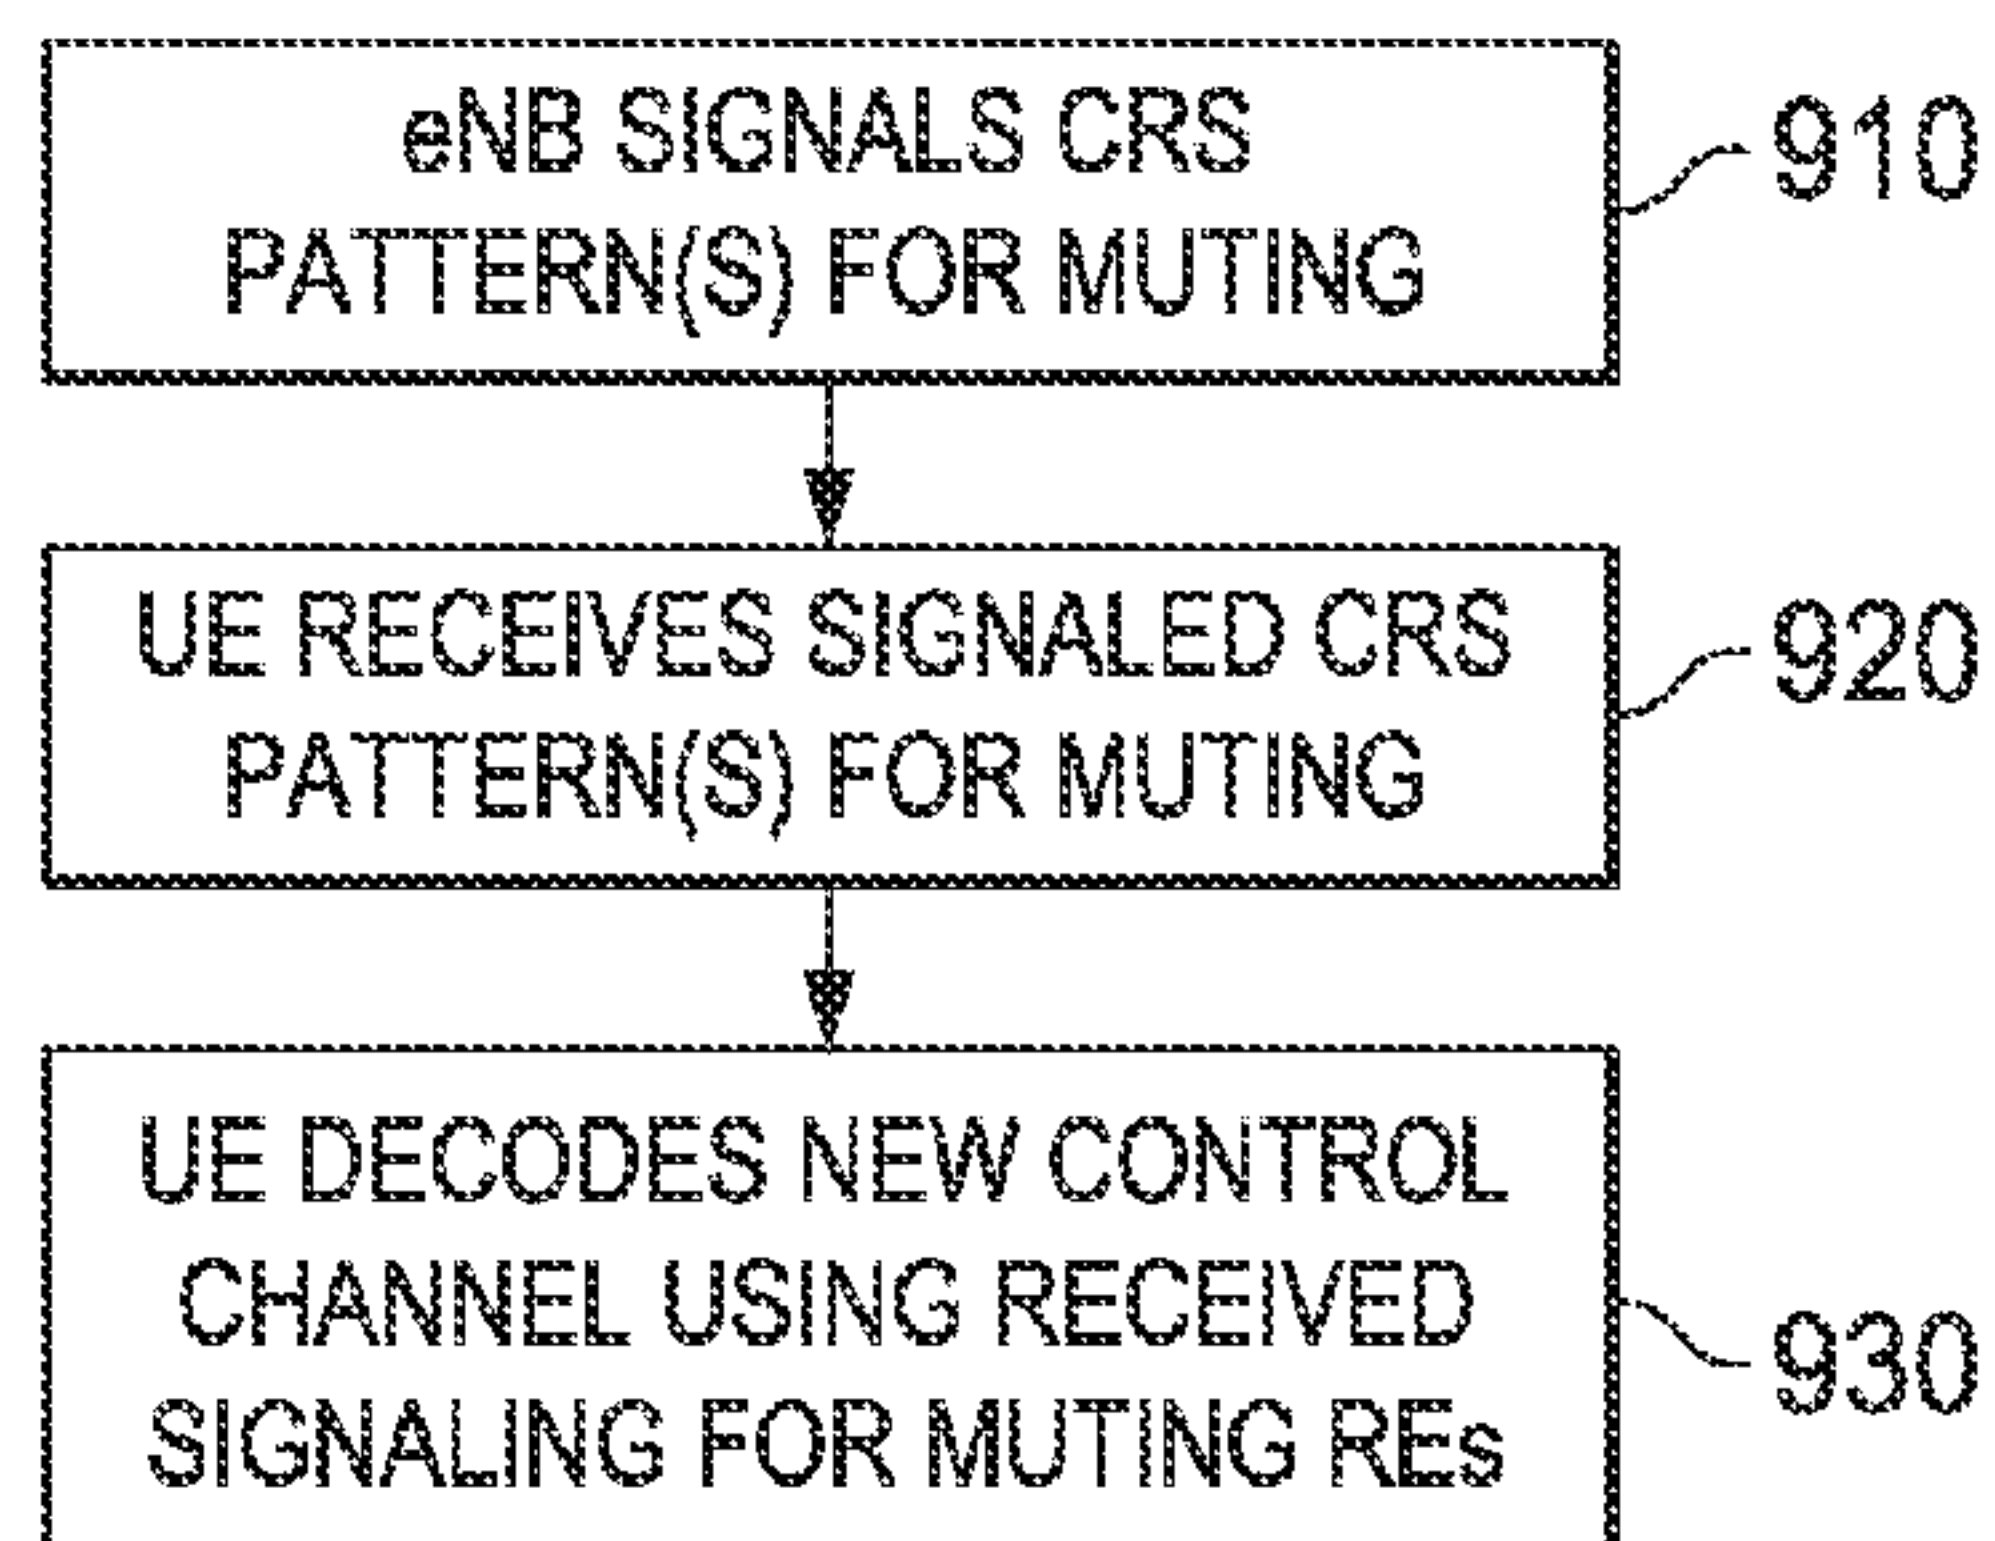 eNB SIGNALS CRS
PATTERN(S) FOR MUTING
910
UE RECEIVES SIGNALED CRS
PATTERN(S) FOR MUTING
920
UE DECODES NEW CONTROL
CHANNEL USING RECEIVED
SIGNALING FOR MUTING REs
930